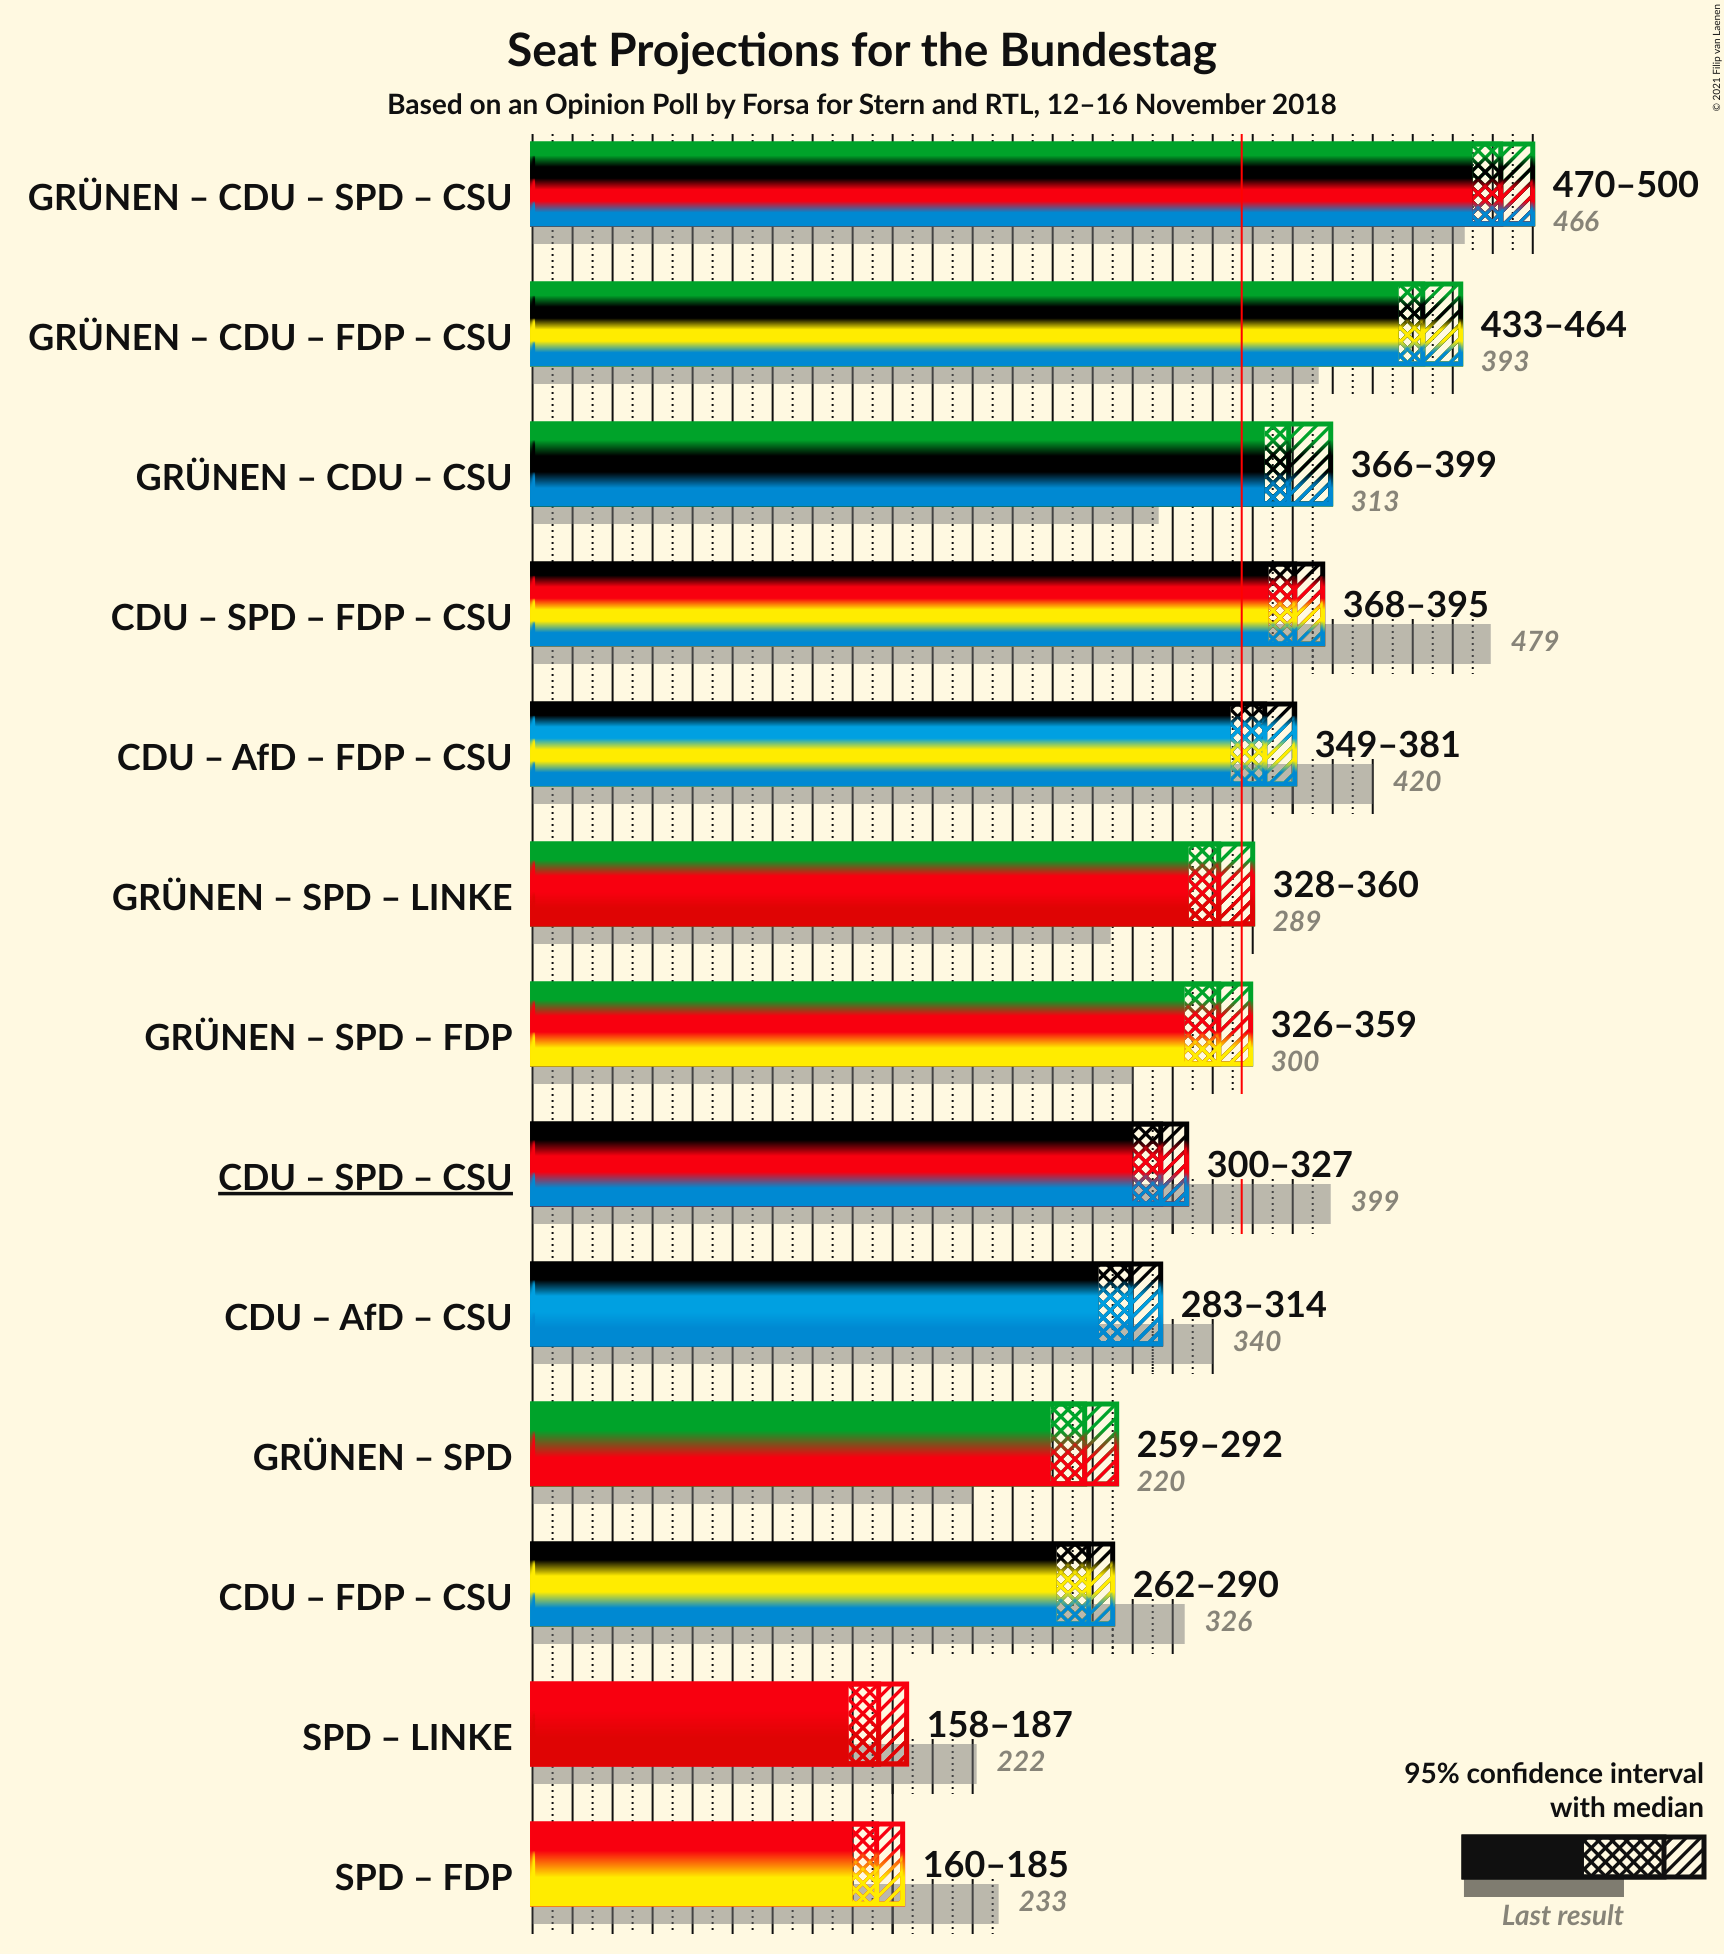 Seat Projections for the Bundestag
Based on an Opinion Poll by Forsa for Stern and RTL, 12–16 November 2018
© 2021 Filip van Laenen
GRÜNEN – CDU – SPD – CSU
470–500
466
GRÜNEN – CDU – FDP – CSU
433–464
393
GRÜNEN – CDU – CSU
366–399
313
CDU – SPD – FDP – CSU
368–395
479
CDU – AfD – FDP – CSU
349–381
420
GRÜNEN – SPD – LINKE
328–360
289
GRÜNEN – SPD – FDP
326–359
300
CDU – SPD – CSU
300–327
399
CDU – AfD – CSU
283–314
340
GRÜNEN – SPD
259–292
220
CDU – FDP – CSU
262–290
326
SPD – LINKE
158–187
222
SPD – FDP
160–185
233
95% confidence interval
with median
Last result